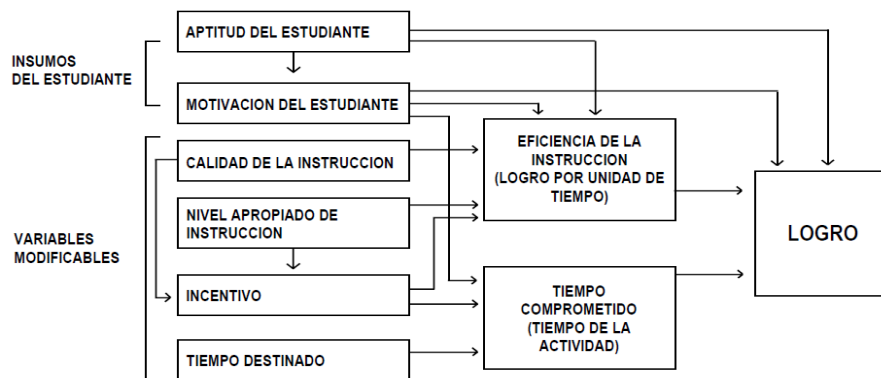 INSUMOS
DEL ESTUDIANTE
APTITUD DEL ESTUDIANTE
MOTIVACION DEL ESTUDIANTE
VARIABLES
MODIFICABLES
CALIDAD DE LA INSTRUCCION
NIVEL APROPIADO DE
INSTRUCCION
INCENTIVO
TIEMPO DESTINADO
EFICIENCIA DE LA
INSTRUCCION
(LOGRO POR UNIDAD DE
TIEMPO)
TIEMPO
COMPROMETIDO
(TIEMPO DE LA
ACTIVIDAD)
LOGRO